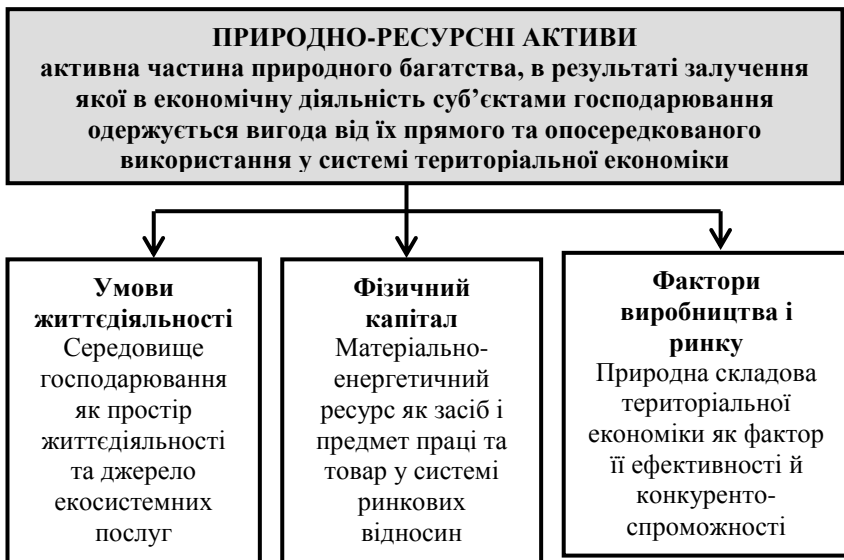 ПРИРОДНО-РЕСУРСНІ АКТИВИ
активна частина природного багатства, в результаті залучення
якої в економічну діяльність суб’єктами господарювання
одержується вигода від їх прямого та опосередкованого
використання у системі територіальної економіки
Умови
життєдіяльності
Середовище
господарювання
як простір
життєдіяльності
та джерело
екосистемних
послуг
Фізичний
капітал
Матеріально-
енергетичний
ресурс як засіб і
предмет праці та
товар у системі
ринкових
відносин
Фактори
виробництва і
ринку
Природна складова
територіальної
економіки як фактор
її ефективності й
конкуренто-
спроможності